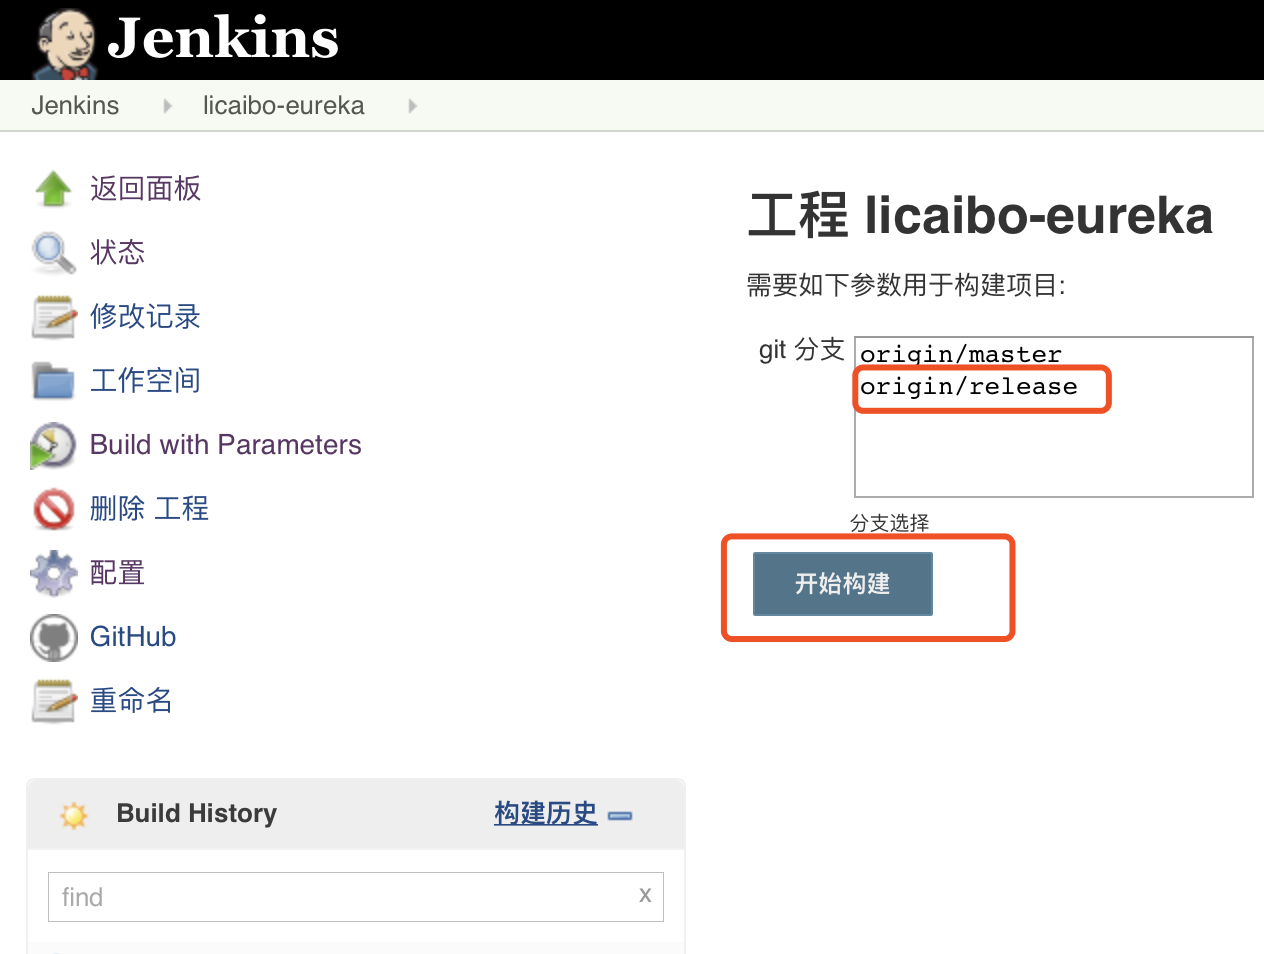 Jenkins
Jenkins
licaibo-eureka
返回面板
状态
修改记录
工作空间
Build with Parameters
删除 工程
配置
GitHub
重命名
Build History
构建历史
find
x
工程 licaibo-eureka
需要如下参数用于构建项目:
git 分支
origin/master
origin/release
分支选择
开始构建